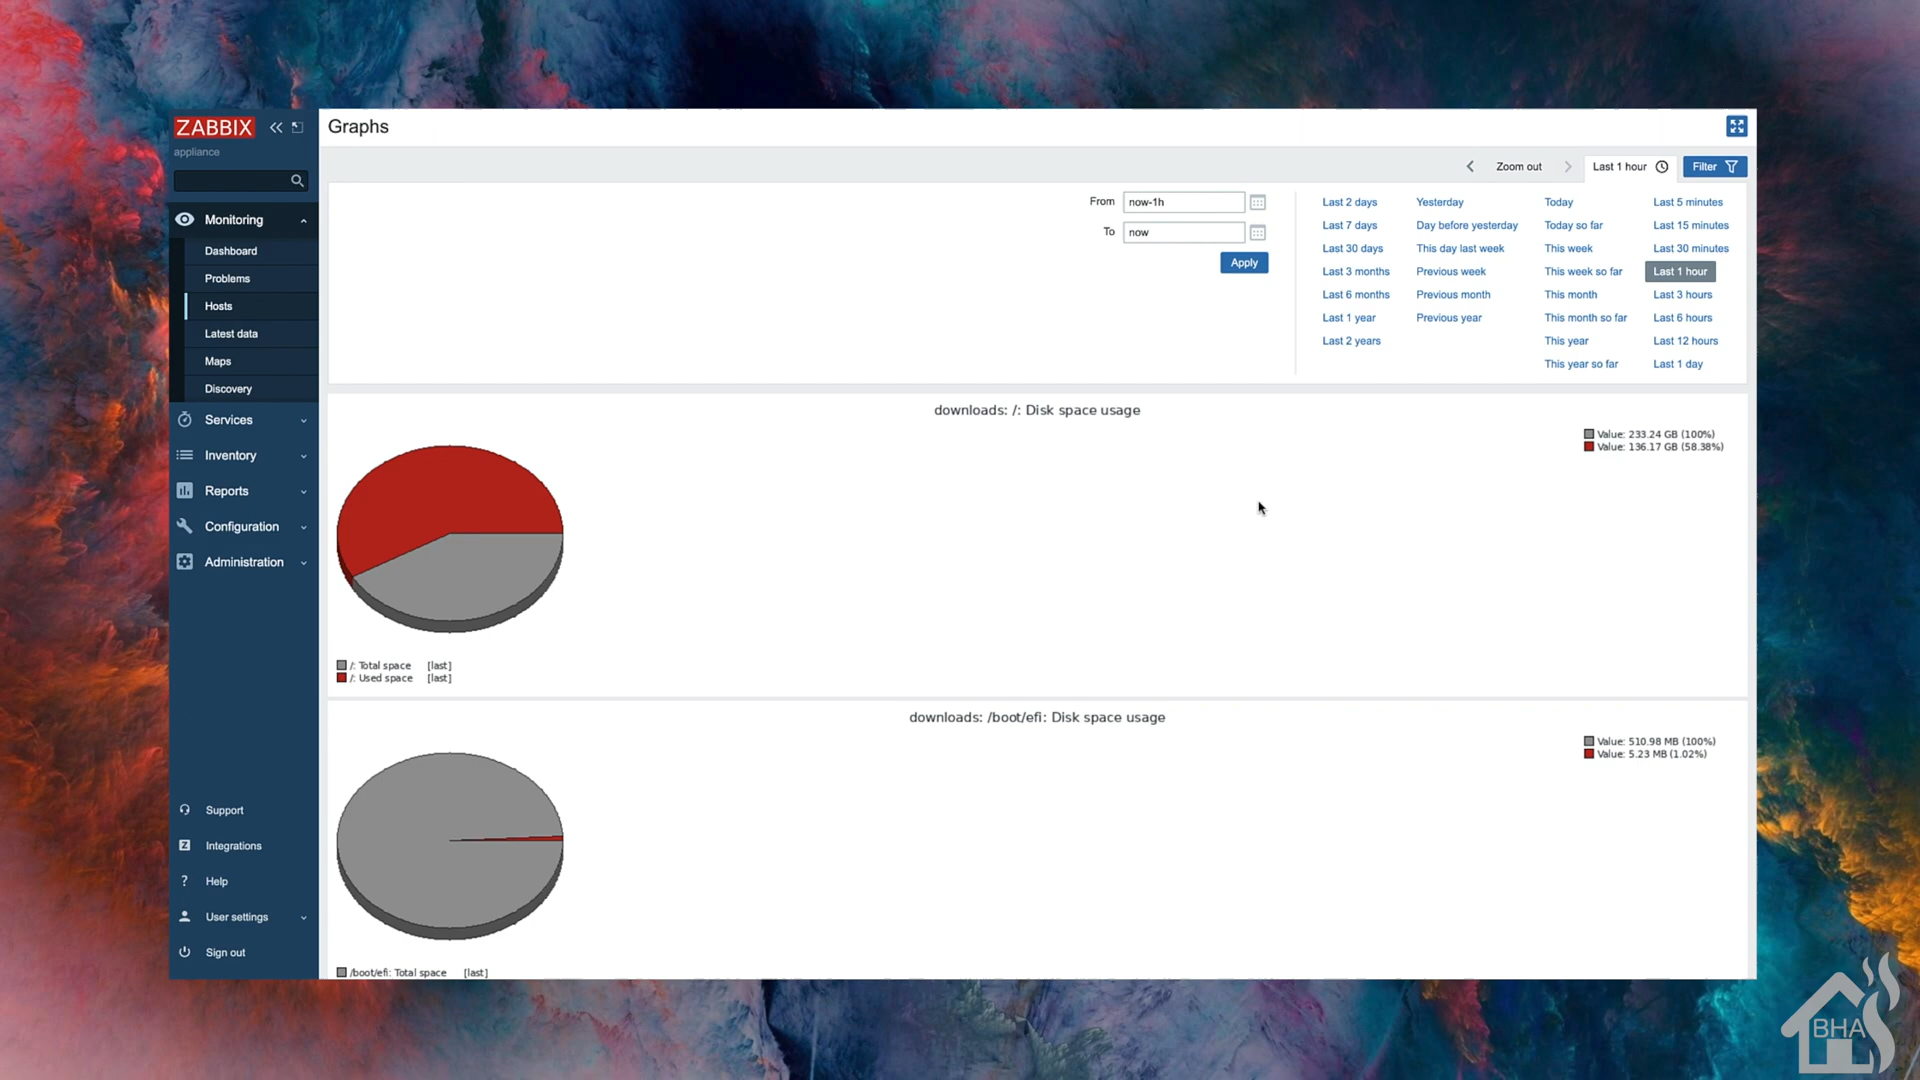 ZABBIX
appliance
Monitoring
Dashboard
Problems
Hosts
Latest data
Maps
Discovery
Services
Inventory
Reports
Configuration
Administration
Support
Integrations
? Help
User settings
Sign out
Graphs
Zoom out
Last 1 hour
Filter
From now-1h
To now
Apply
Last 2 days Yesterday Today Last 5 minutes
Last 7 days Day before yesterday Today so far Last 15 minutes
Last 30 days This day last week This week Last 30 minutes
Last 3 months Previous week This week so far Last 1 hour
Last 6 months Previous month This month Last 3 hours
Last 1 year Previous year This month so far Last 6 hours
Last 2 years This year Last 12 hours
This year so far Last 1 day
downloads: /: Disk space usage
Value: 233.24 GB (100%)
Value: 136.17 GB (58.38%)
/: Total space [last]
/: Used space [last]
downloads: /boot/efi: Disk space usage
Value: 510.98 MB (100%)
Value: 5.23 MB (1.02%)
/boot/efi: Total space [last]
BHA